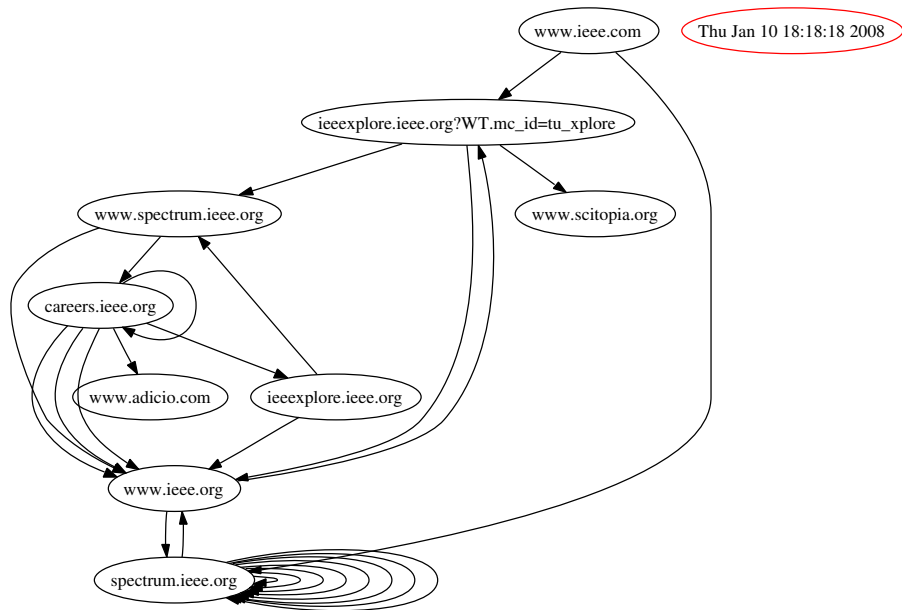 www.ieee.com
Thu Jan 10 18:18:18 2008
ieeexplore.ieee.org?WT.mc_id=tu_xplore
www.spectrum.ieee.org
www.scitopia.org
careers.ieee.org
www.adicio.com
ieeexplore.ieee.org
www.ieee.org
spectrum.ieee.org